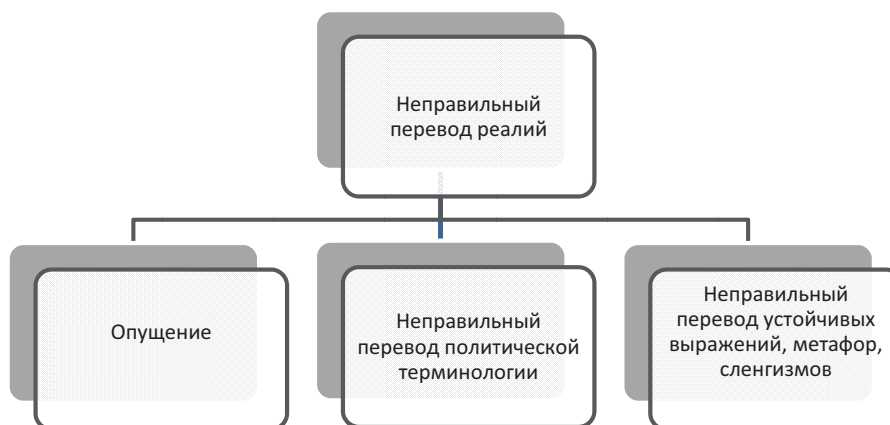 Неправильный
перевод реалий
Опущение
Неправильный
перевод политической
терминологии
Неправильный
перевод устойчивых
выражений, метафор,
сленгизмов